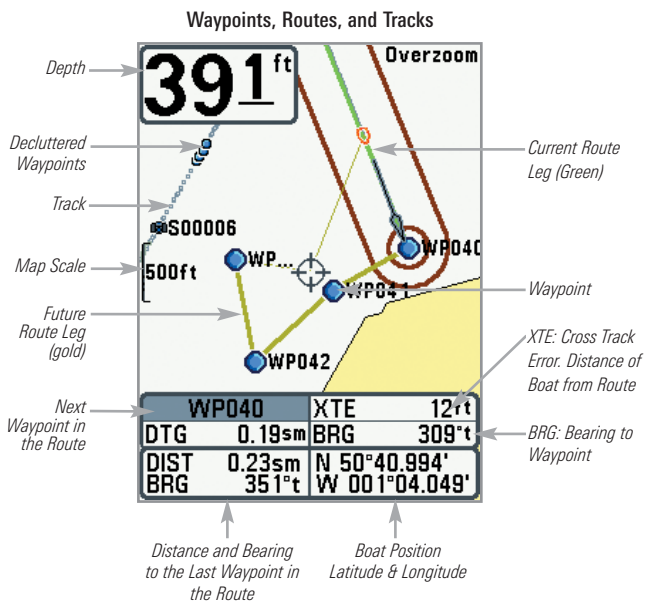 Waypoints, Routes, and Tracks
Depth
391 ft
Overzoom
Decluttered
Waypoints
Current Route
Leg (Green)
Track
S00006
Map Scale
500ft
WP...
WP040
WP041
Waypoint
Future
Route Leg
(gold)
WP042
XTE: Cross Track
Error. Distance of
Boat from Route
Next
Waypoint in
the Route
WP040
XTE 12ft
DTG 0.19sm
BRG 309°t
BRG: Bearing to
Waypoint
DIST 0.23sm
BRG 351°t
N 50°40.994'
W 001°04.049'
Distance and Bearing
to the Last Waypoint in
the Route
Boat Position
Latitude & Longitude